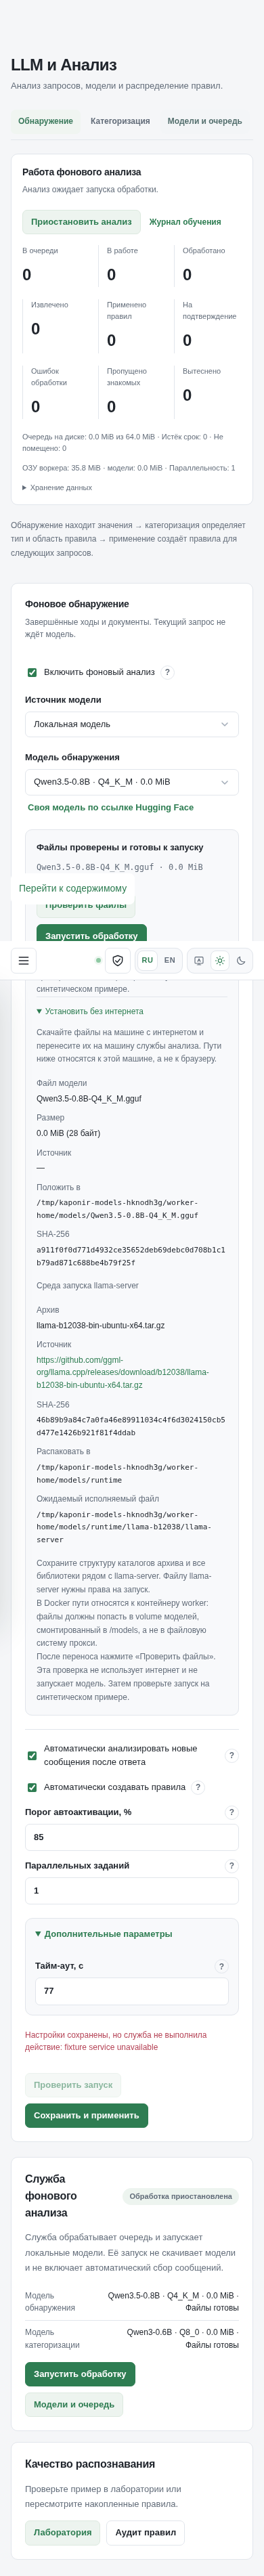 LLM и Анализ
Анализ запросов, модели и распределение правил.
Обнаружение Категоризация Модели и очередь
Работа фонового анализа
Анализ ожидает запуска обработки.
Приостановить анализ Журнал обучения
В очереди В работе Обработано
0 0 0
Извлечено Применено правил На подтверждение
0 0 0
Ошибок обработки Пропущено знакомых Вытеснено
0 0 0
Очередь на диске: 0.0 MiB из 64.0 MiB · Истёк срок: 0 · Не
помещено: 0
ОЗУ воркера: 35.8 MiB · модели: 0.0 MiB · Параллельность: 1
Хранение данных
Обнаружение находит значения → категоризация определяет
тип и область правила → применение создаёт правила для
следующих запросов.
Фоновое обнаружение
Завершённые ходы и документы. Текущий запрос не
ждёт модель.
Включить фоновый анализ ?
Источник модели
Локальная модель
Модель обнаружения
Qwen3.5-0.8B · Q4_K_M · 0.0 MiB
Своя модель по ссылке Hugging Face
Файлы проверены и готовы к запуску
Qwen3.5-0.8B-Q4_K_M.gguf · 0.0 MiB
Перейти к содержимому
Проверить файлы
Запустить обработку
RU EN
синтетическом примере.
Установить без интернета
Скачайте файлы на машине с интернетом и
перенесите их на машину службы анализа. Пути
ниже относятся к этой машине, а не к браузеру.
Файл модели
Qwen3.5-0.8B-Q4_K_M.gguf
Размер
0.0 MiB (28 байт)
Источник
—
Положить в
/tmp/kaponir-models-hknodh3g/worker-
home/models/Qwen3.5-0.8B-Q4_K_M.gguf
SHA-256
a911f0f0d771d4932ce35652deb69debc0d708b1c1
b79ad871c688be4b79f25f
Среда запуска llama-server
Архив
llama-b12038-bin-ubuntu-x64.tar.gz
Источник
https://github.com/ggml-
org/llama.cpp/releases/download/b12038/llama-
b12038-bin-ubuntu-x64.tar.gz
SHA-256
46b89b9a84c7a0fa46e89911034c4f6d3024150cb5
d477e1426b921f81f4ddab
Распаковать в
/tmp/kaponir-models-hknodh3g/worker-
home/models/runtime
Ожидаемый исполняемый файл
/tmp/kaponir-models-hknodh3g/worker-
home/models/runtime/llama-b12038/llama-
server
Сохраните структуру каталогов архива и все
библиотеки рядом с llama-server. Файлу llama-
server нужны права на запуск.
В Docker пути относятся к контейнеру worker:
файлы должны попасть в volume моделей,
смонтированный в /models, а не в файловую
систему прокси.
После переноса нажмите «Проверить файлы».
Эта проверка не использует интернет и не
запускает модель. Затем проверьте запуск на
синтетическом примере.
Автоматически анализировать новые
сообщения после ответа ?
Автоматически создавать правила ?
Порог автоактивации, % ?
85
Параллельных заданий ?
1
Дополнительные параметры
Тайм-аут, с ?
77
Настройки сохранены, но служба не выполнила
действие: fixture service unavailable
Проверить запуск
Сохранить и применить
Служба
фонового
анализа
Обработка приостановлена
Служба обрабатывает очередь и запускает
локальные модели. Её запуск не скачивает модели
и не включает автоматический сбор сообщений.
Модель обнаружения Qwen3.5-0.8B · Q4_K_M · 0.0 MiB · Файлы готовы
Модель категоризации Qwen3-0.6B · Q8_0 · 0.0 MiB · Файлы готовы
Запустить обработку
Модели и очередь
Качество распознавания
Проверьте пример в лаборатории или
пересмотрите накопленные правила.
Лаборатория Аудит правил